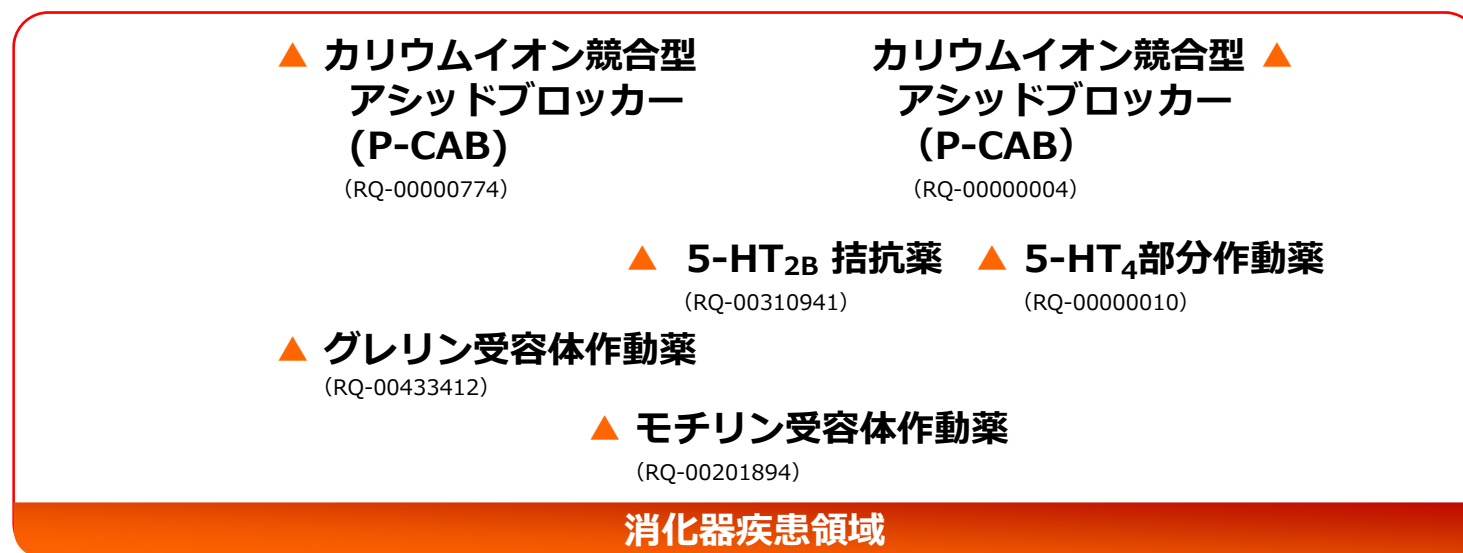 ▲ カリウムイオン競合型
アシッドブロッカー
(P-CAB)
（RQ-00000774）
カリウムイオン競合型 ▲
アシッドブロッカー
（P-CAB）
（RQ-00000004）
▲ 5-HT2B 拮抗薬
（RQ-00310941）
▲ 5-HT4部分作動薬
（RQ-00000010）
▲ グレリン受容体作動薬
（RQ-00433412）
▲ モチリン受容体作動薬
（RQ-00201894）
消化器疾患領域